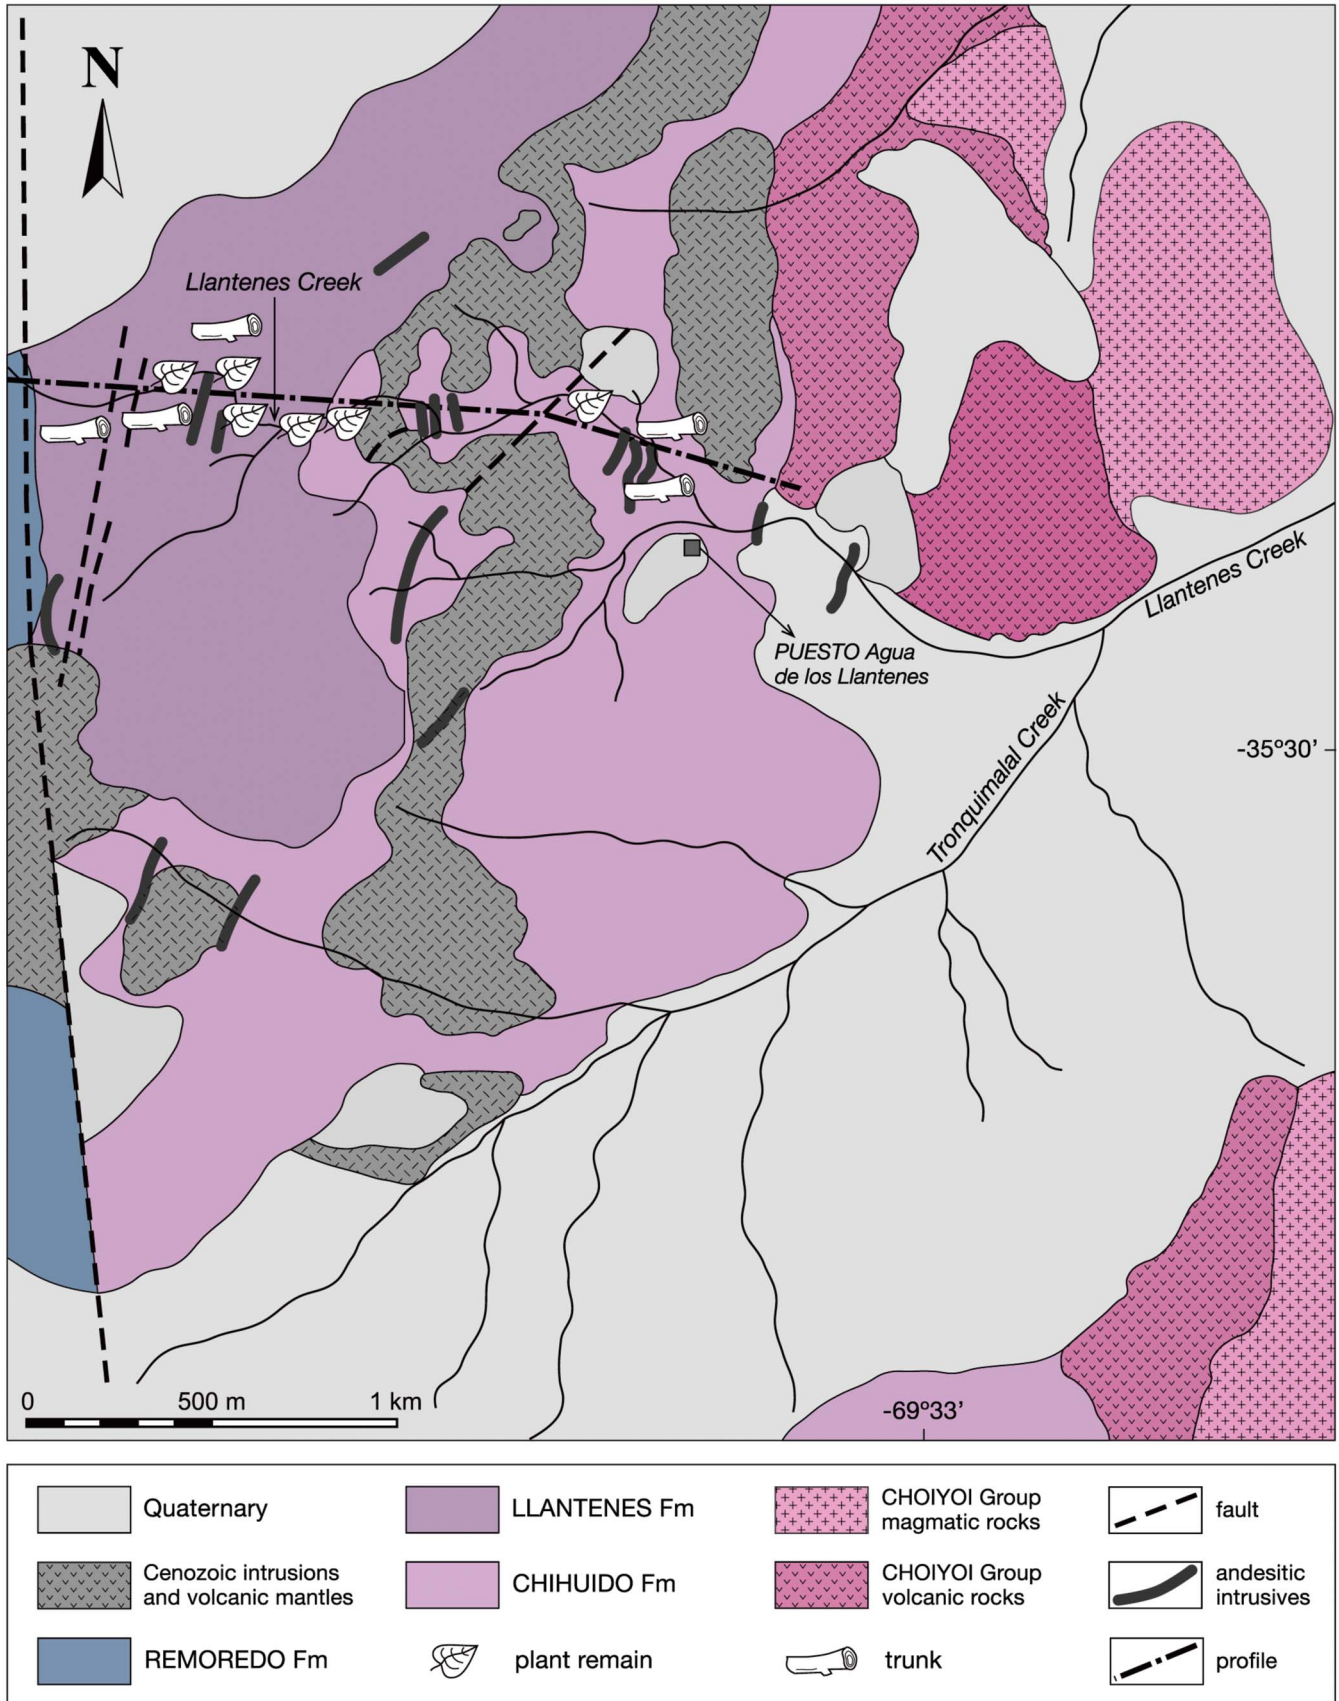 N
Llantenes Creek
Llantenes Creek
PUESTO Agua
de los Llantenes
-35º30’
Tronquimalal Creek
-69º33’
0 500 m 1 km
Quaternary
LLANTENES Fm
CHOIYOI Group
magmatic rocks
fault
Cenozoic intrusions
and volcanic mantles
CHIHUIDO Fm
CHOIYOI Group
volcanic rocks
andesitic
intrusives
REMOREDO Fm
plant remain
trunk
profile